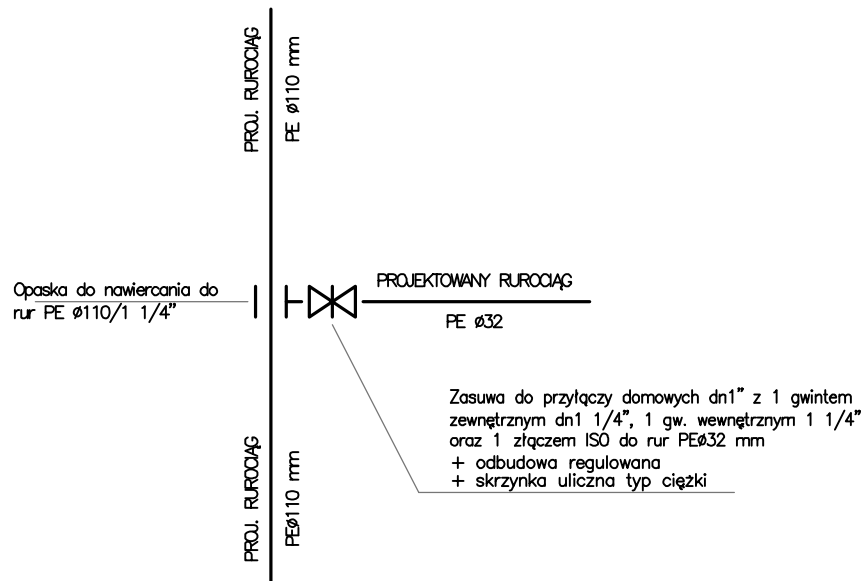 PROJ. RUROCIĄG
PE ø110 mm
Opaska do nawiercania do
rur PE ø110/1 1/4"
PROJEKTOWANY RUROCIĄG
PE ø32
Zasuwa do przyłączy domowych dn1" z 1 gwintem
zewnętrznym dn1 1/4", 1 gw. wewnętrznym 1 1/4"
oraz 1 złączem ISO do rur PEø32 mm
+ odbudowa regulowana
+ skrzynka uliczna typ ciężki
PROJ. RUROCIĄG
PEø110 mm